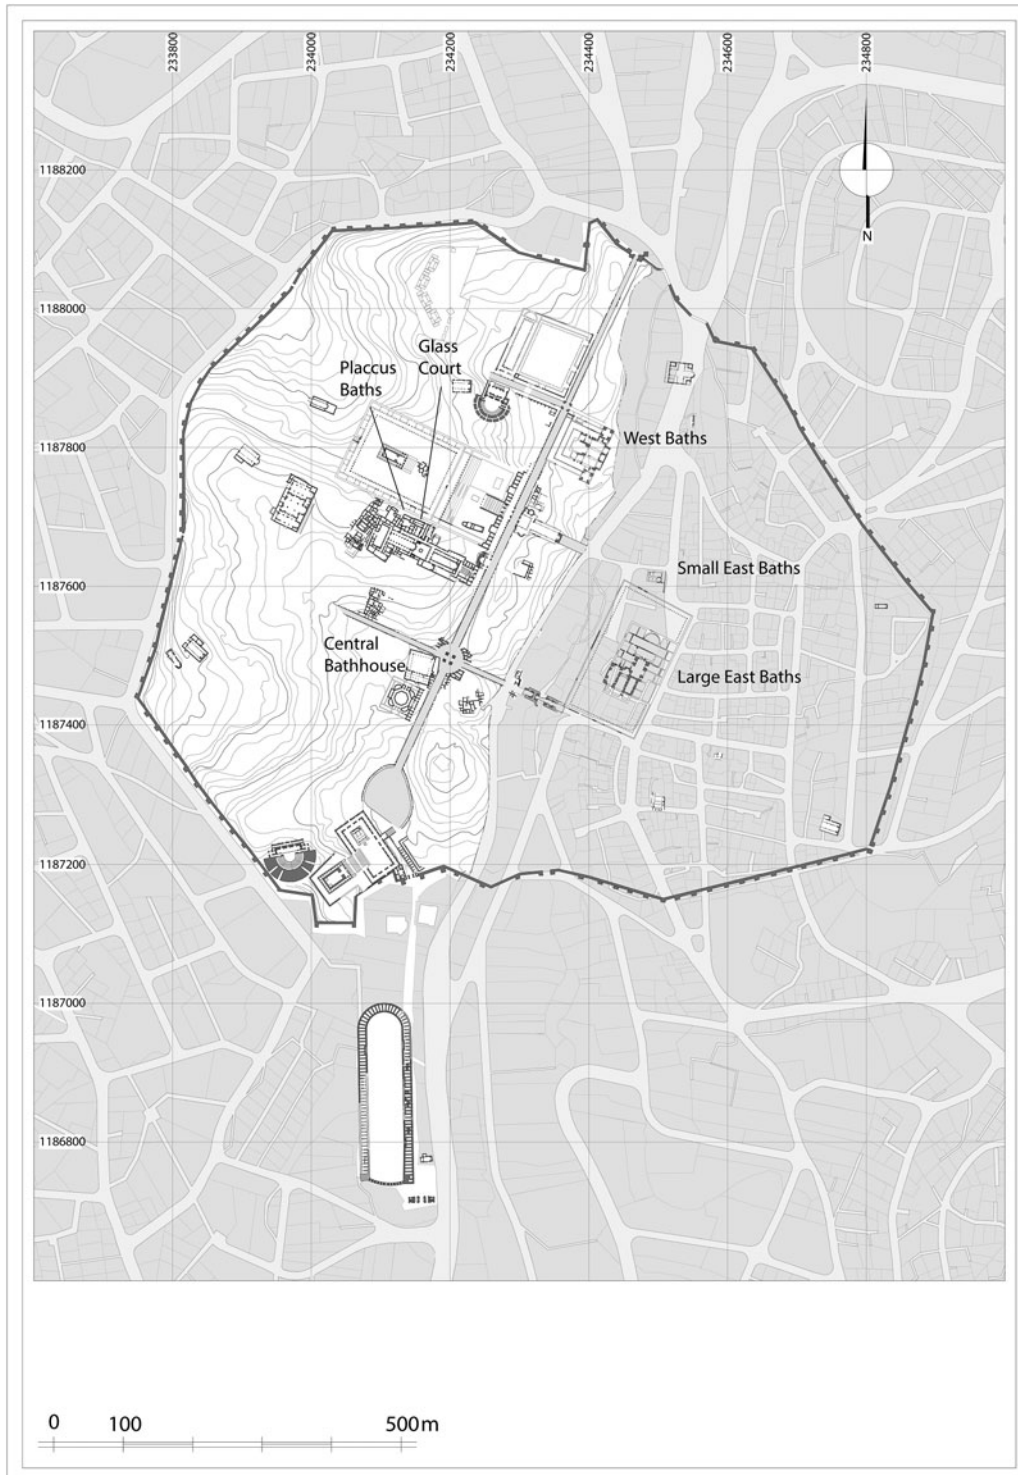 233800
234000
234200
234400
234600
234800
1188200
N
1188000
Glass
Court
Placcus
Baths
1187800
West Baths
1187600
Small East Baths
Central
Bathhouse
Large East Baths
1187400
1187200
1187000
1186800
0 100 500m